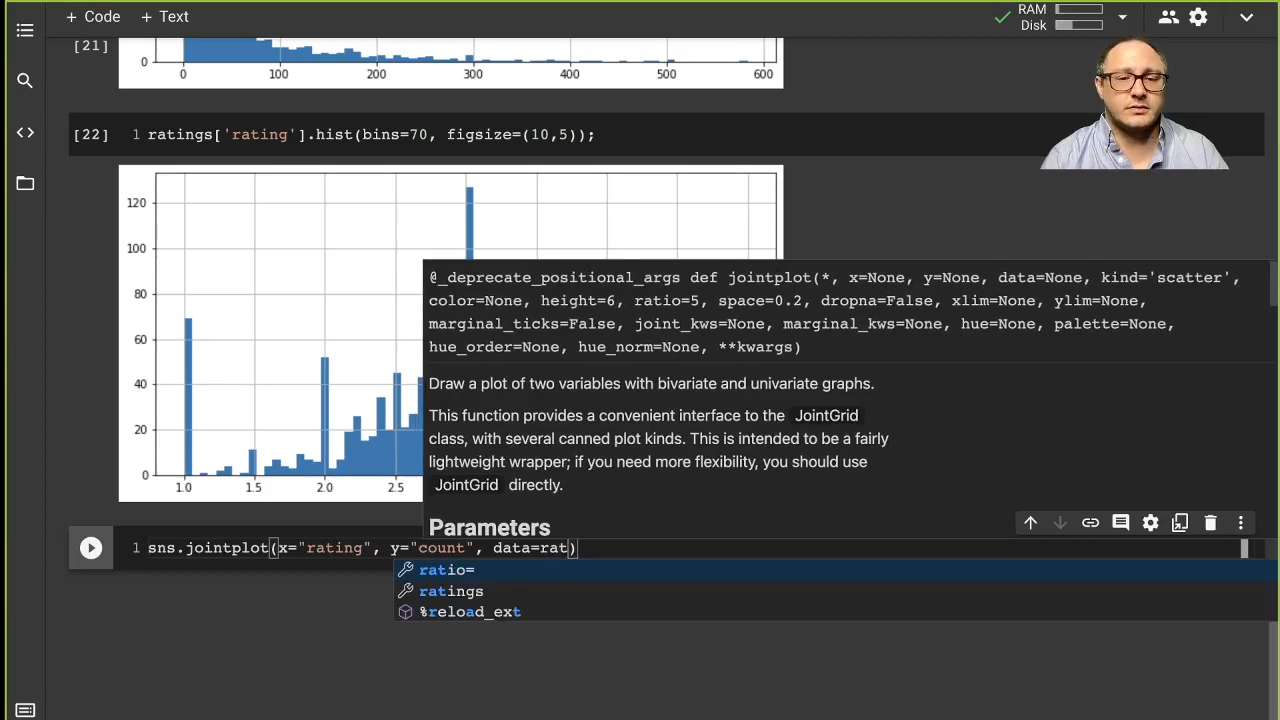 + Code + Text
RAM
Disk
[21]
0
0 100 200 300 400 500 600
[22] 1 ratings['rating'].hist(bins=70, figsize=(10,5));
120
100
80
60
40
20
0
1.0 1.5 2.0 2.5
@_deprecate_positional_args def jointplot(*, x=None, y=None, data=None, kind='scatter',
color=None, height=6, ratio=5, space=0.2, dropna=False, xlim=None, ylim=None,
marginal_ticks=False, joint_kws=None, marginal_kws=None, hue=None, palette=None,
hue_order=None, hue_norm=None, **kwargs)
Draw a plot of two variables with bivariate and univariate graphs.
This function provides a convenient interface to the JointGrid
class, with several canned plot kinds. This is intended to be a fairly
lightweight wrapper; if you need more flexibility, you should use
JointGrid directly.
Parameters
1 sns.jointplot(x="rating", y="count", data=rat)
ratio=
ratings
%reload_ext